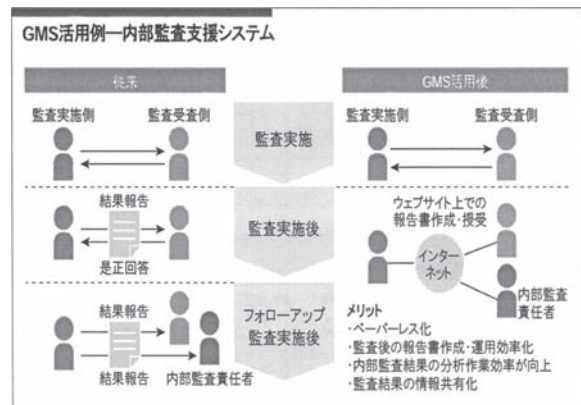 GMS活用例―内部監査支援システム
従来
GMS活用後
監査実施側
監査受査側
監査実施
監査実施側
監査受査側
結果報告
是正回答
監査実施後
ウェブサイト上での
報告書作成・授受
インター
ネット
内部監査
責任者
結果報告
結果報告
内部監査責任者
フォローアップ
監査実施後
メリット
・ペーパーレス化
・監査後の報告書作成・運用効率化
・内部監査結果の分析作業効率が向上
・監査結果の情報共有化